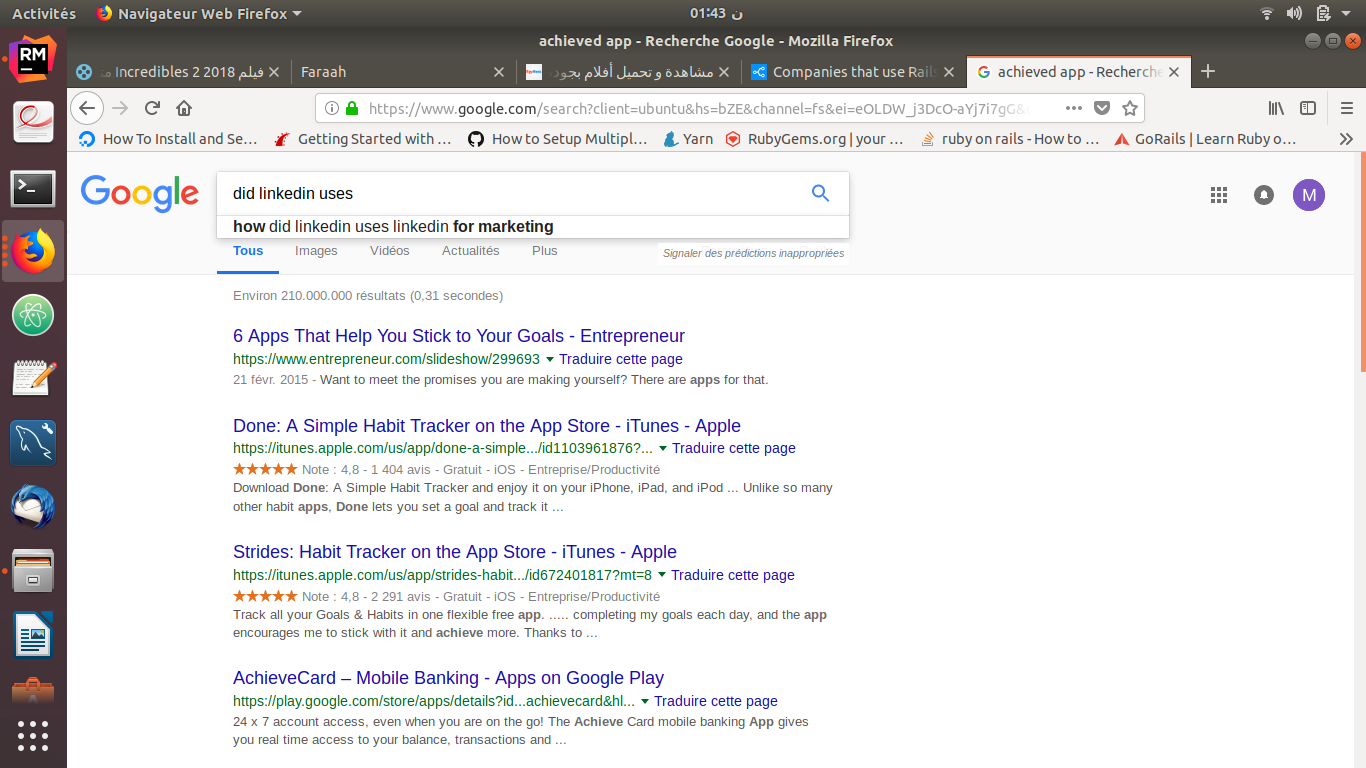 Activités
Navigateur Web Firefox
01:43 ن
achieved app - Recherche Google - Mozilla Firefox
فيلم Incredibles 2 2018
Faraah
مشاهدة و تحميل أفلام بجود
Companies that use Rails
achieved app - Recherche
https://www.google.com/search?client=ubuntu&hs=bZE&channel=fs&ei=eOLDW_j3DcO-aYj7i7gG&
How To Install and Se…
Getting Started with …
How to Setup Multipl…
Yarn
RubyGems.org | your …
ruby on rails - How to …
GoRails | Learn Ruby o…
Google
did linkedin uses
M
how did linkedin uses linkedin for marketing
Tous
Images
Vidéos
Actualités
Plus
Signaler des prédictions inappropriées
Environ 210.000.000 résultats (0,31 secondes)
6 Apps That Help You Stick to Your Goals - Entrepreneur
https://www.entrepreneur.com/slideshow/299693 Traduire cette page
21 févr. 2015 - Want to meet the promises you are making yourself? There are apps for that.
Done: A Simple Habit Tracker on the App Store - iTunes - Apple
https://itunes.apple.com/us/app/done-a-simple.../id1103961876?... Traduire cette page
Note : 4,8 - 1 404 avis - Gratuit - iOS - Entreprise/Productivité
Download Done: A Simple Habit Tracker and enjoy it on your iPhone, iPad, and iPod ... Unlike so many
other habit apps, Done lets you set a goal and track it ...
Strides: Habit Tracker on the App Store - iTunes - Apple
https://itunes.apple.com/us/app/strides-habit.../id672401817?mt=8 Traduire cette page
Note : 4,8 - 2 291 avis - Gratuit - iOS - Entreprise/Productivité
Track all your Goals & Habits in one flexible free app. ..... completing my goals each day, and the app
encourages me to stick with it and achieve more. Thanks to ...
AchieveCard – Mobile Banking - Apps on Google Play
https://play.google.com/store/apps/details?id...achievecard&hl... Traduire cette page
24 x 7 account access, even when you are on the go! The Achieve Card mobile banking App gives
you real time access to your balance, transactions and ...
RM